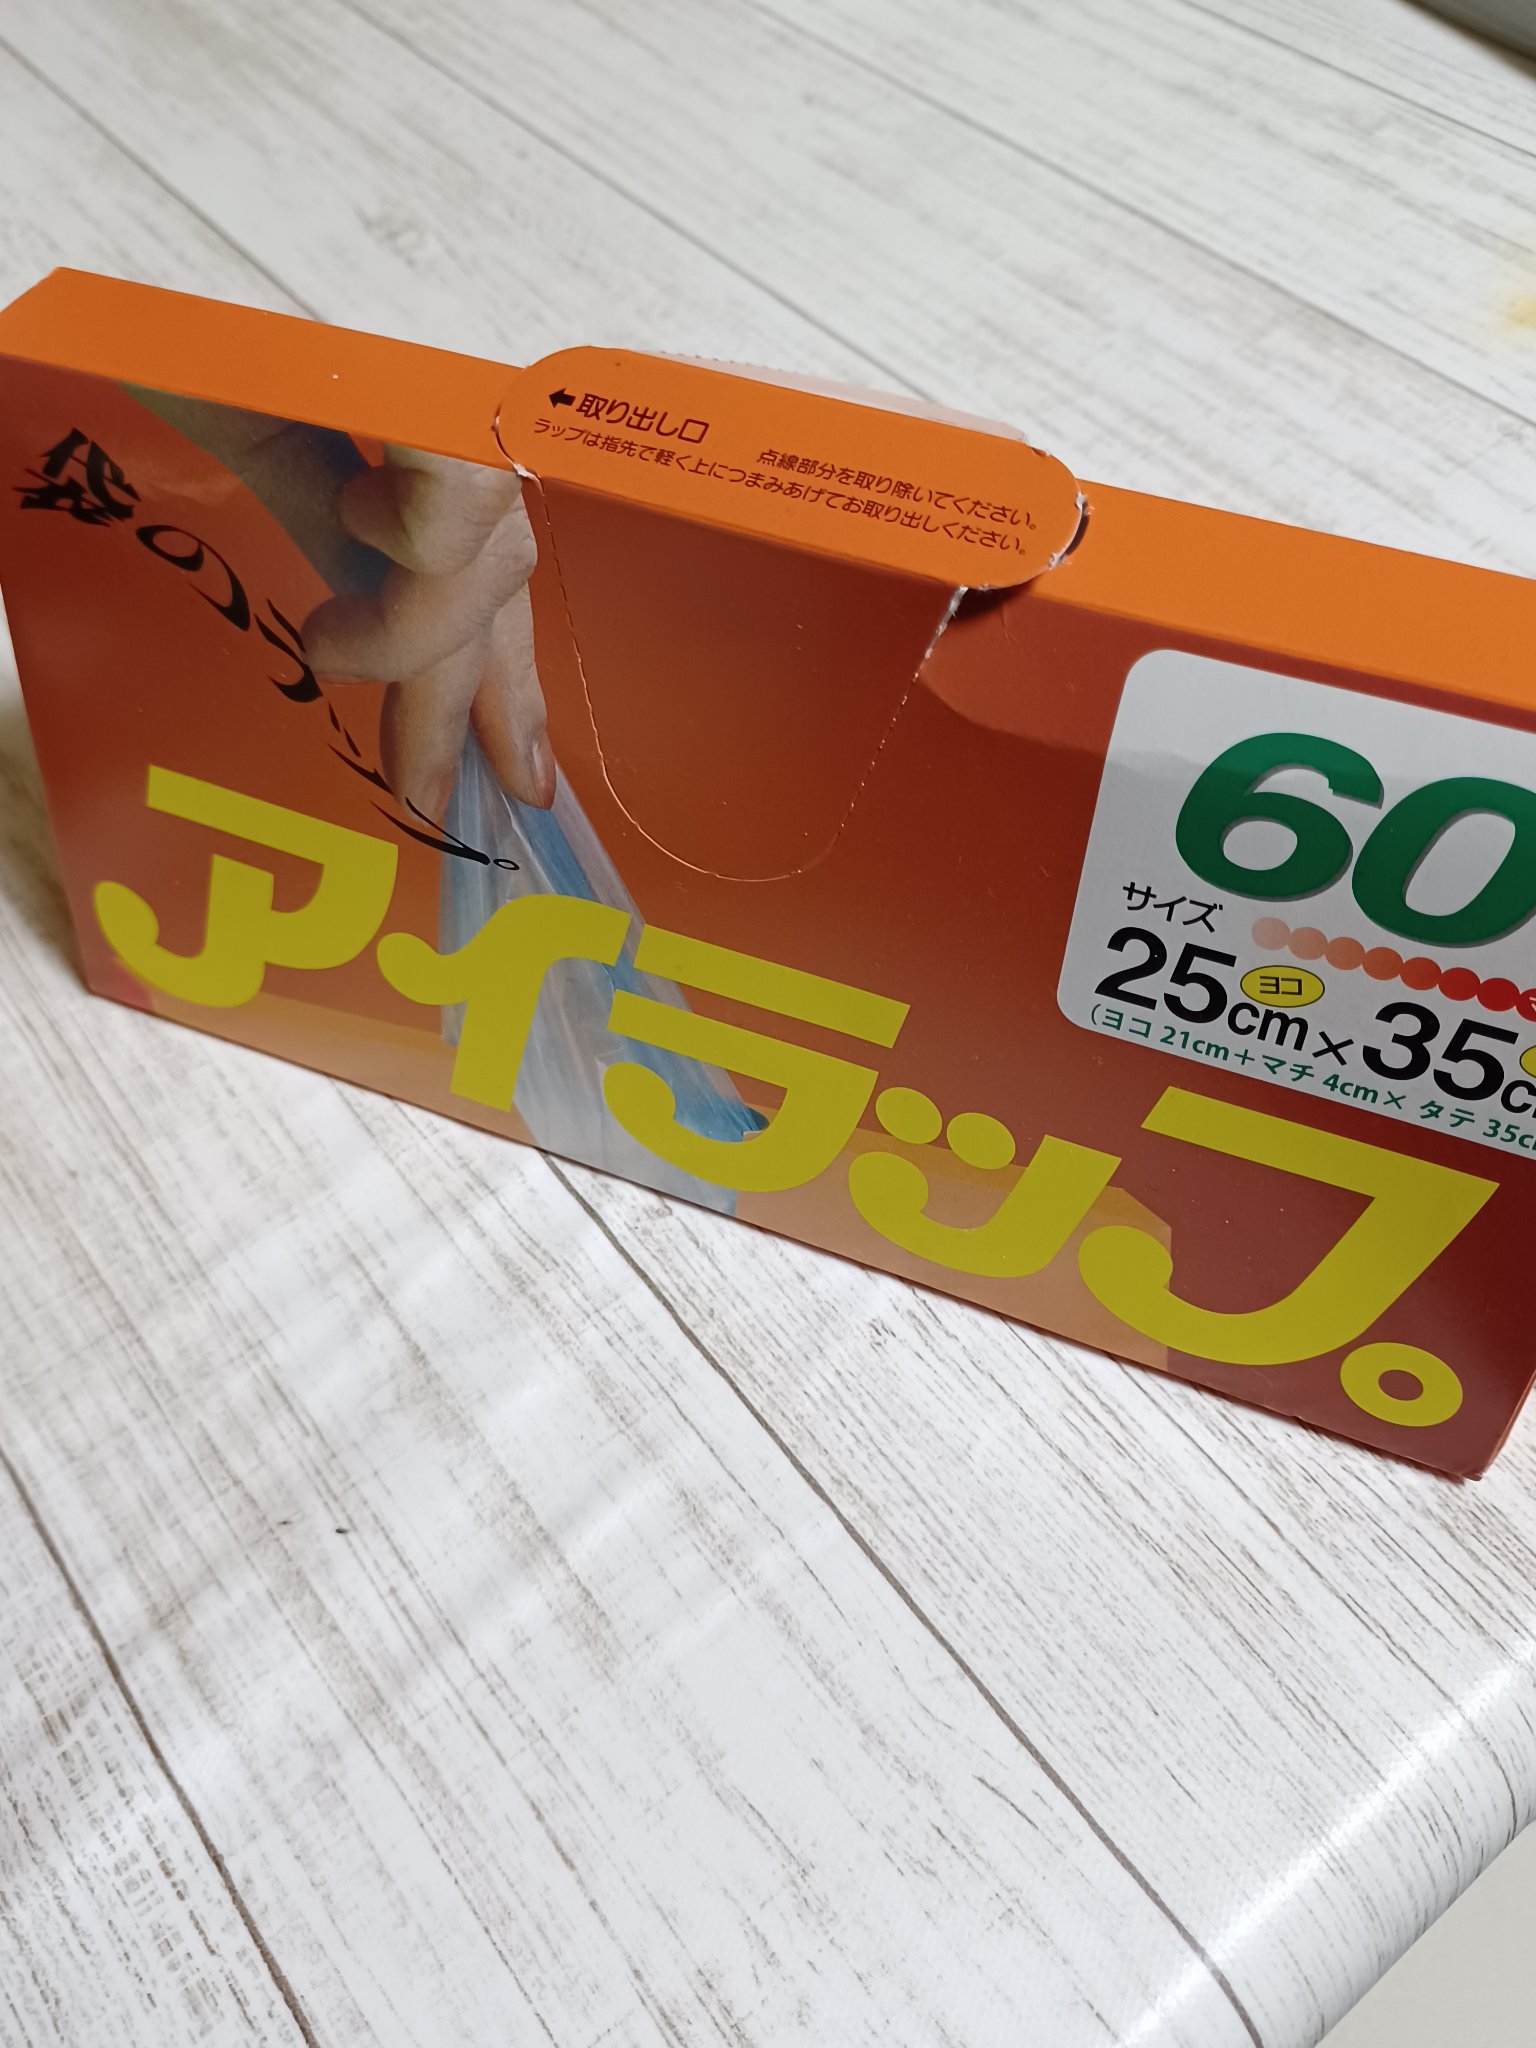 ←取り出し口
点線部分を取り除いてください。
ラップは指先で軽く上につまみあげてお取り出しください。
袋のラップ。
アイラップ。
60
サイズ
25cm ヨコ ×35c
(ヨコ 21cm＋マチ 4cm× タテ 35c